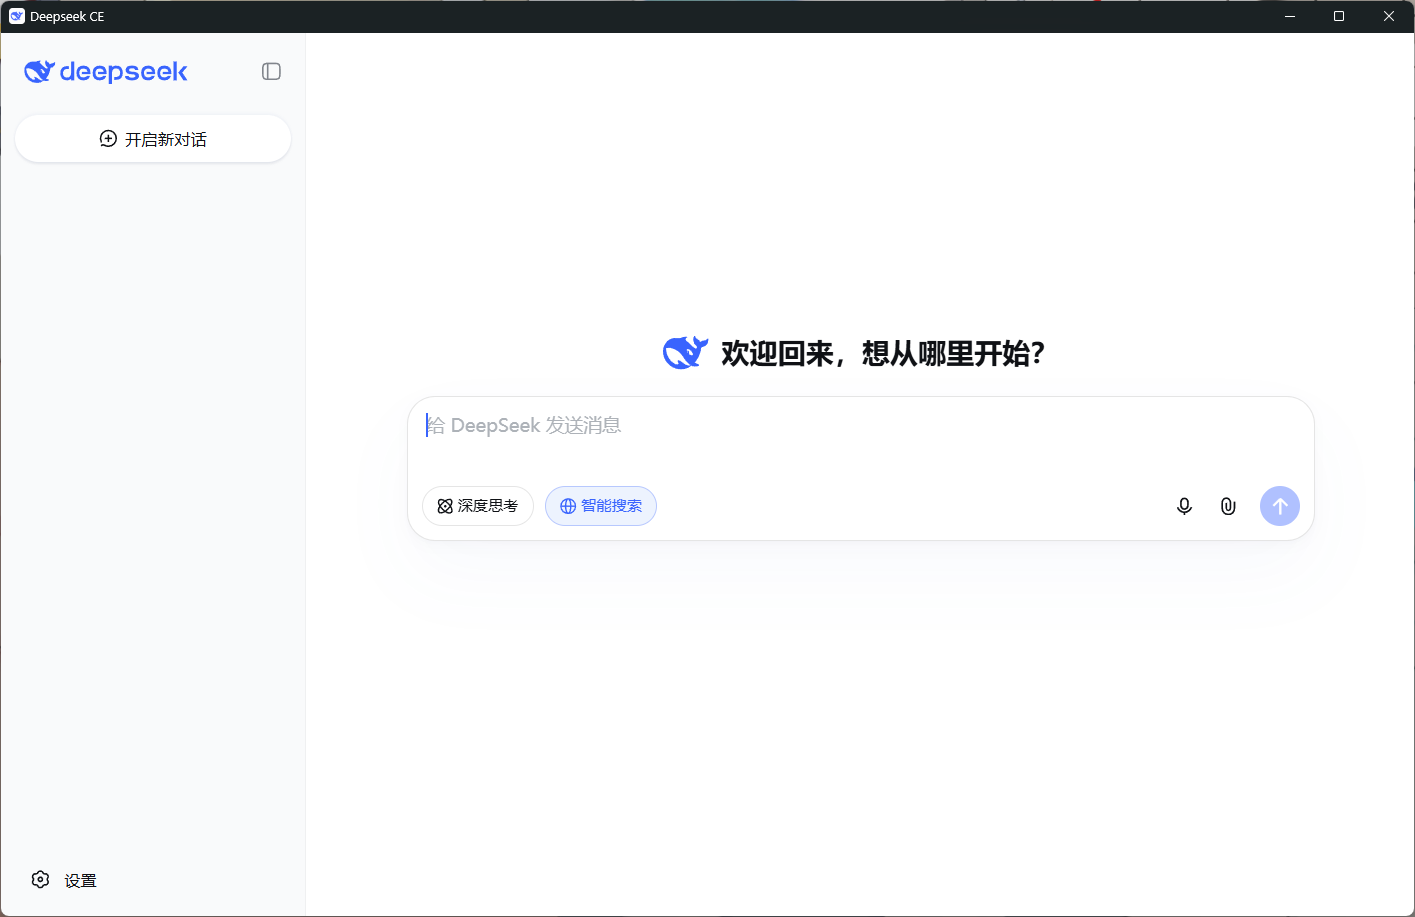 Deepseek CE
deepseek
开启新对话
欢迎回来，想从哪里开始？
给 DeepSeek 发送消息
深度思考
智能搜索
设置